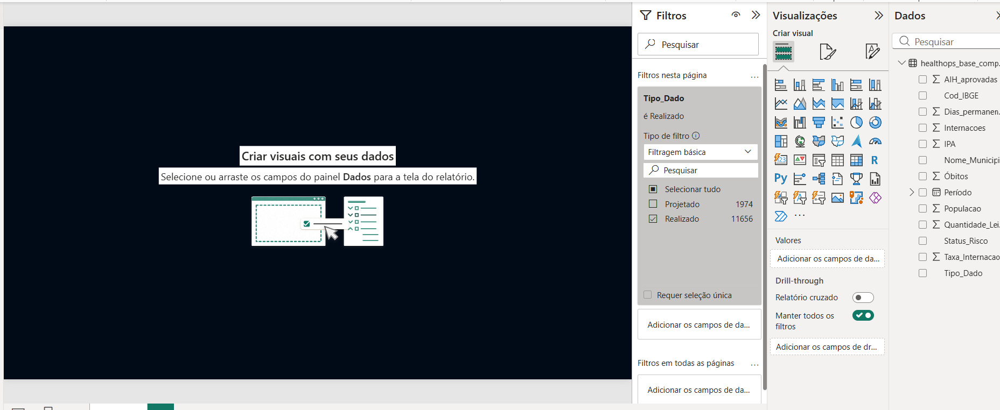 Criar visuais com seus dados
Selecione ou arraste os campos do painel Dados para a tela do relatório.
Filtros
Pesquisar
Filtros nesta página
...
Tipo_Dado
é Realizado
Tipo de filtro
Filtragem básica
Pesquisar
Selecionar tudo
Projetado 1974
Realizado 11656
Requer seleção única
Adicionar os campos de da...
Filtros em todas as páginas
...
Adicionar os campos de da...
Visualizações
Criar visual
123
R
Py
...
Valores
Adicionar os campos de da...
Drill-through
Relatório cruzado
Manter todos os
filtros
Adicionar os campos de dr...
Dados
Pesquisar
healthops_base_comp...
AIH_aprovadas
Cod_IBGE
Dias_permanen...
Internacoes
IPA
Nome_Municipi
Óbitos
Período
Populacao
Quantidade_Lei...
Status_Risco
Taxa_Internacao
Tipo_Dado